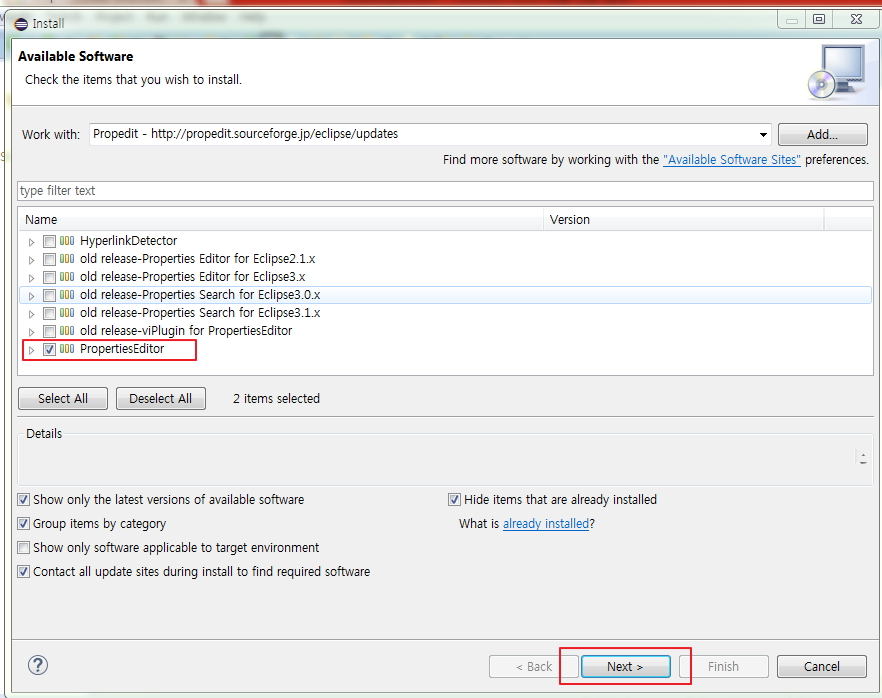 Install
Available Software
Check the items that you wish to install.
Work with: Propedit - http://propedit.sourceforge.jp/eclipse/updates Add...
Find more software by working with the "Available Software Sites" preferences.
type filter text
Name Version
HyperlinkDetector
old release-Properties Editor for Eclipse2.1.x
old release-Properties Editor for Eclipse3.x
old release-Properties Search for Eclipse3.0.x
old release-Properties Search for Eclipse3.1.x
old release-viPlugin for PropertiesEditor
PropertiesEditor
Select All Deselect All 2 items selected
Details
Show only the latest versions of available software Hide items that are already installed
Group items by category What is already installed?
Show only software applicable to target environment
Contact all update sites during install to find required software
? < Back Next > Finish Cancel